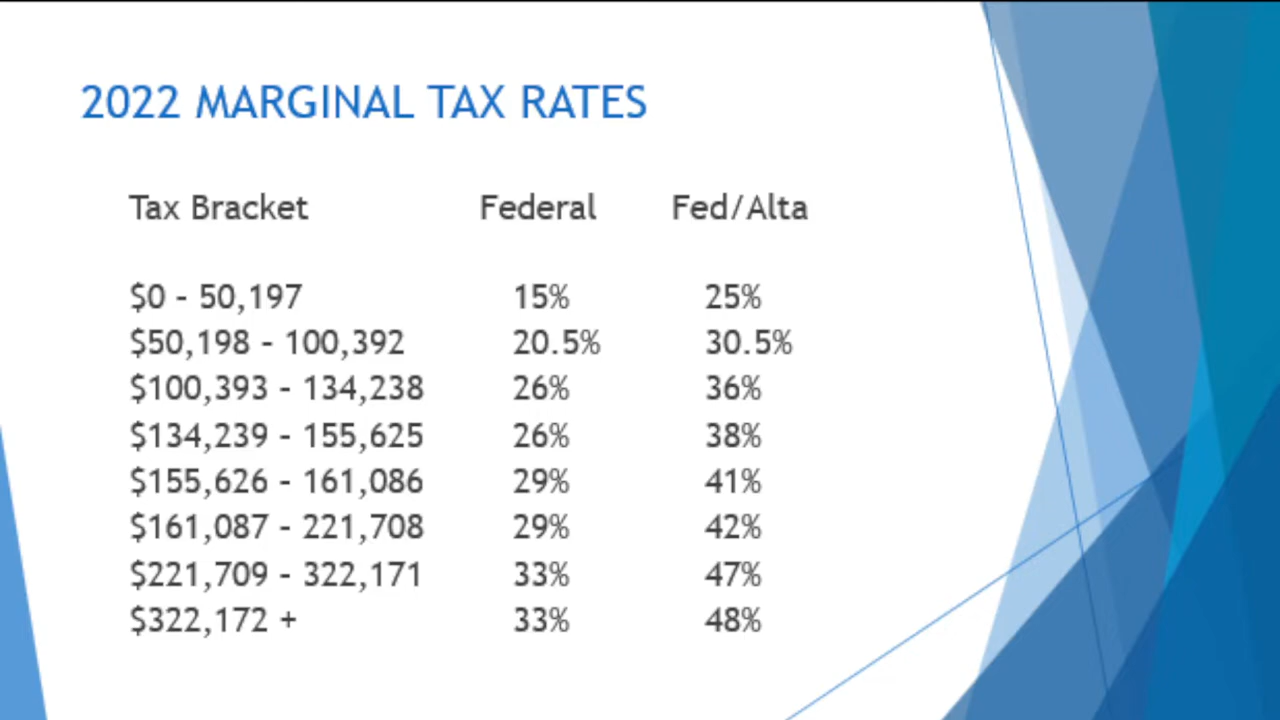 2022 MARGINAL TAX RATES
Tax Bracket Federal Fed/Alta
$0 – 50,197 15% 25%
$50,198 – 100,392 20.5% 30.5%
$100,393 – 134,238 26% 36%
$134,239 – 155,625 26% 38%
$155,626 – 161,086 29% 41%
$161,087 – 221,708 29% 42%
$221,709 – 322,171 33% 47%
$322,172 + 33% 48%